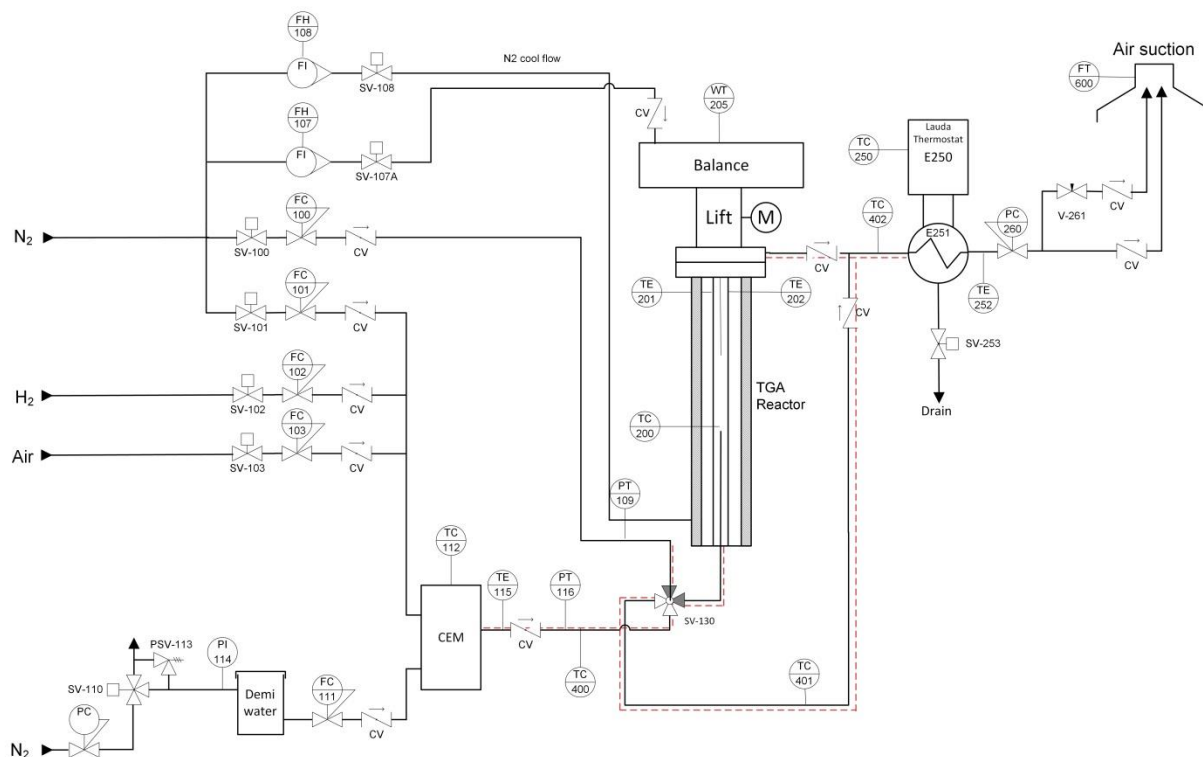 FH
108
FI
SV-108
N2 cool flow
FH
107
FI
SV-107A
CV
WT
205
Balance
Lift
M
Air suction
FT
600
Lauda
Thermostat
E250
TC
250
N2
SV-100
FC
100
CV
SV-101
FC
101
CV
H2
SV-102
FC
102
CV
Air
SV-103
FC
103
CV
TE
201
TE
202
TC
200
TGA
Reactor
CV
TC
402
E251
TE
252
PC
260
V-261
CV
CV
CV
SV-253
Drain
PT
109
TC
112
CEM
TE
115
CV
PT
116
TC
400
SV-130
TC
401
PSV-113
SV-110
PI
114
Demi
water
FC
111
CV
PC
N2